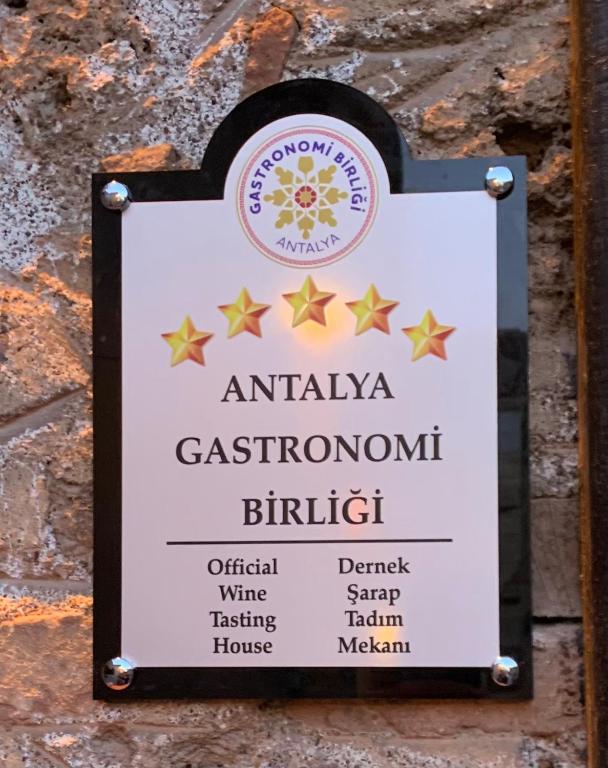 GASTRONOMİ BİRLİĞİ
ANTALYA
ANTALYA
GASTRONOMİ
BİRLİĞİ
Official
Wine
Tasting
House
Dernek
Şarap
Tadım
Mekanı